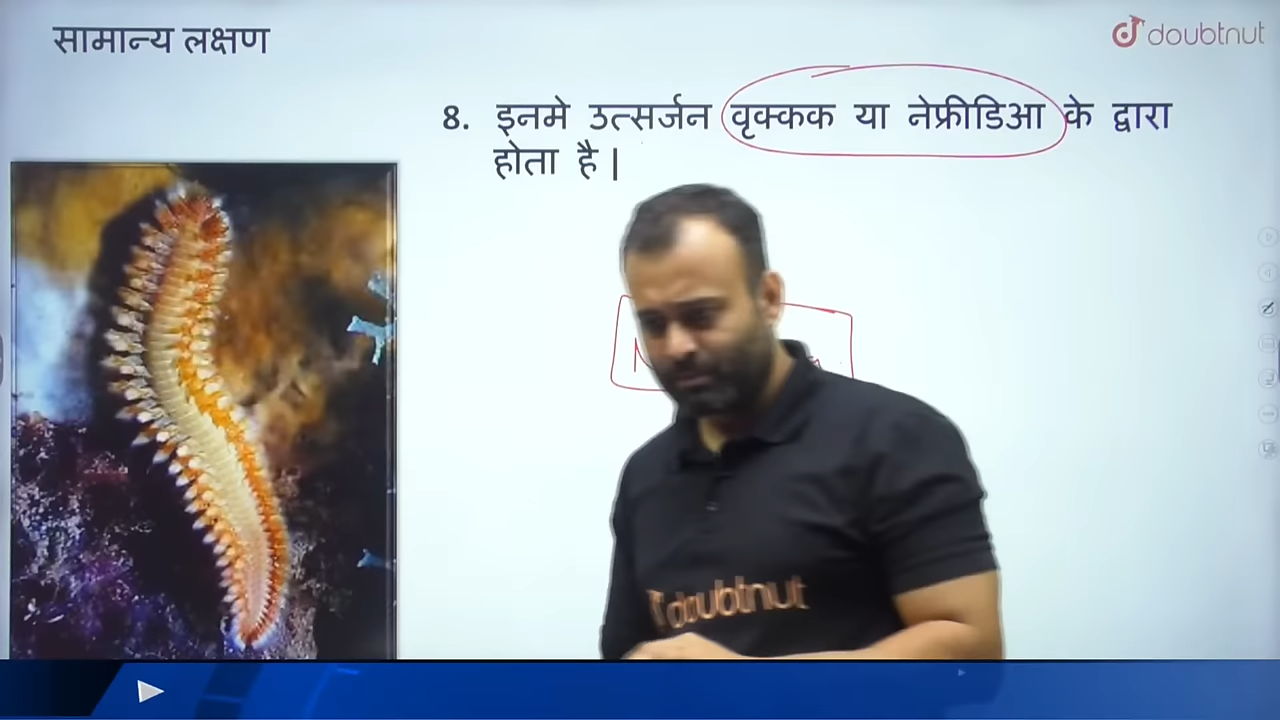 सामान्य लक्षण
doubtnut
8. इनमे उत्सर्जन वृक्कक या नेफ्रीडिआ के द्वारा
होता है |
doubtnut